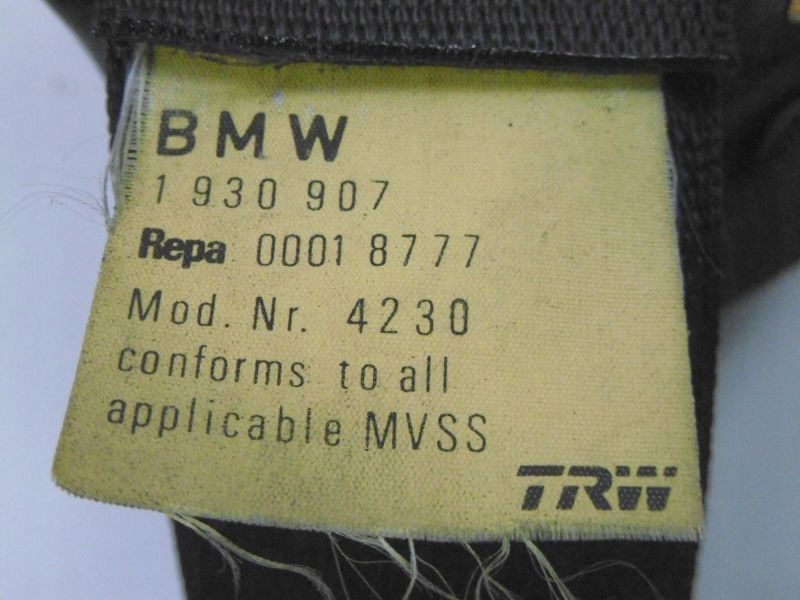 BMW
1 930 907
Repa 0001 8777
Mod. Nr. 4230
conforms to all
applicable MVSS
TRW